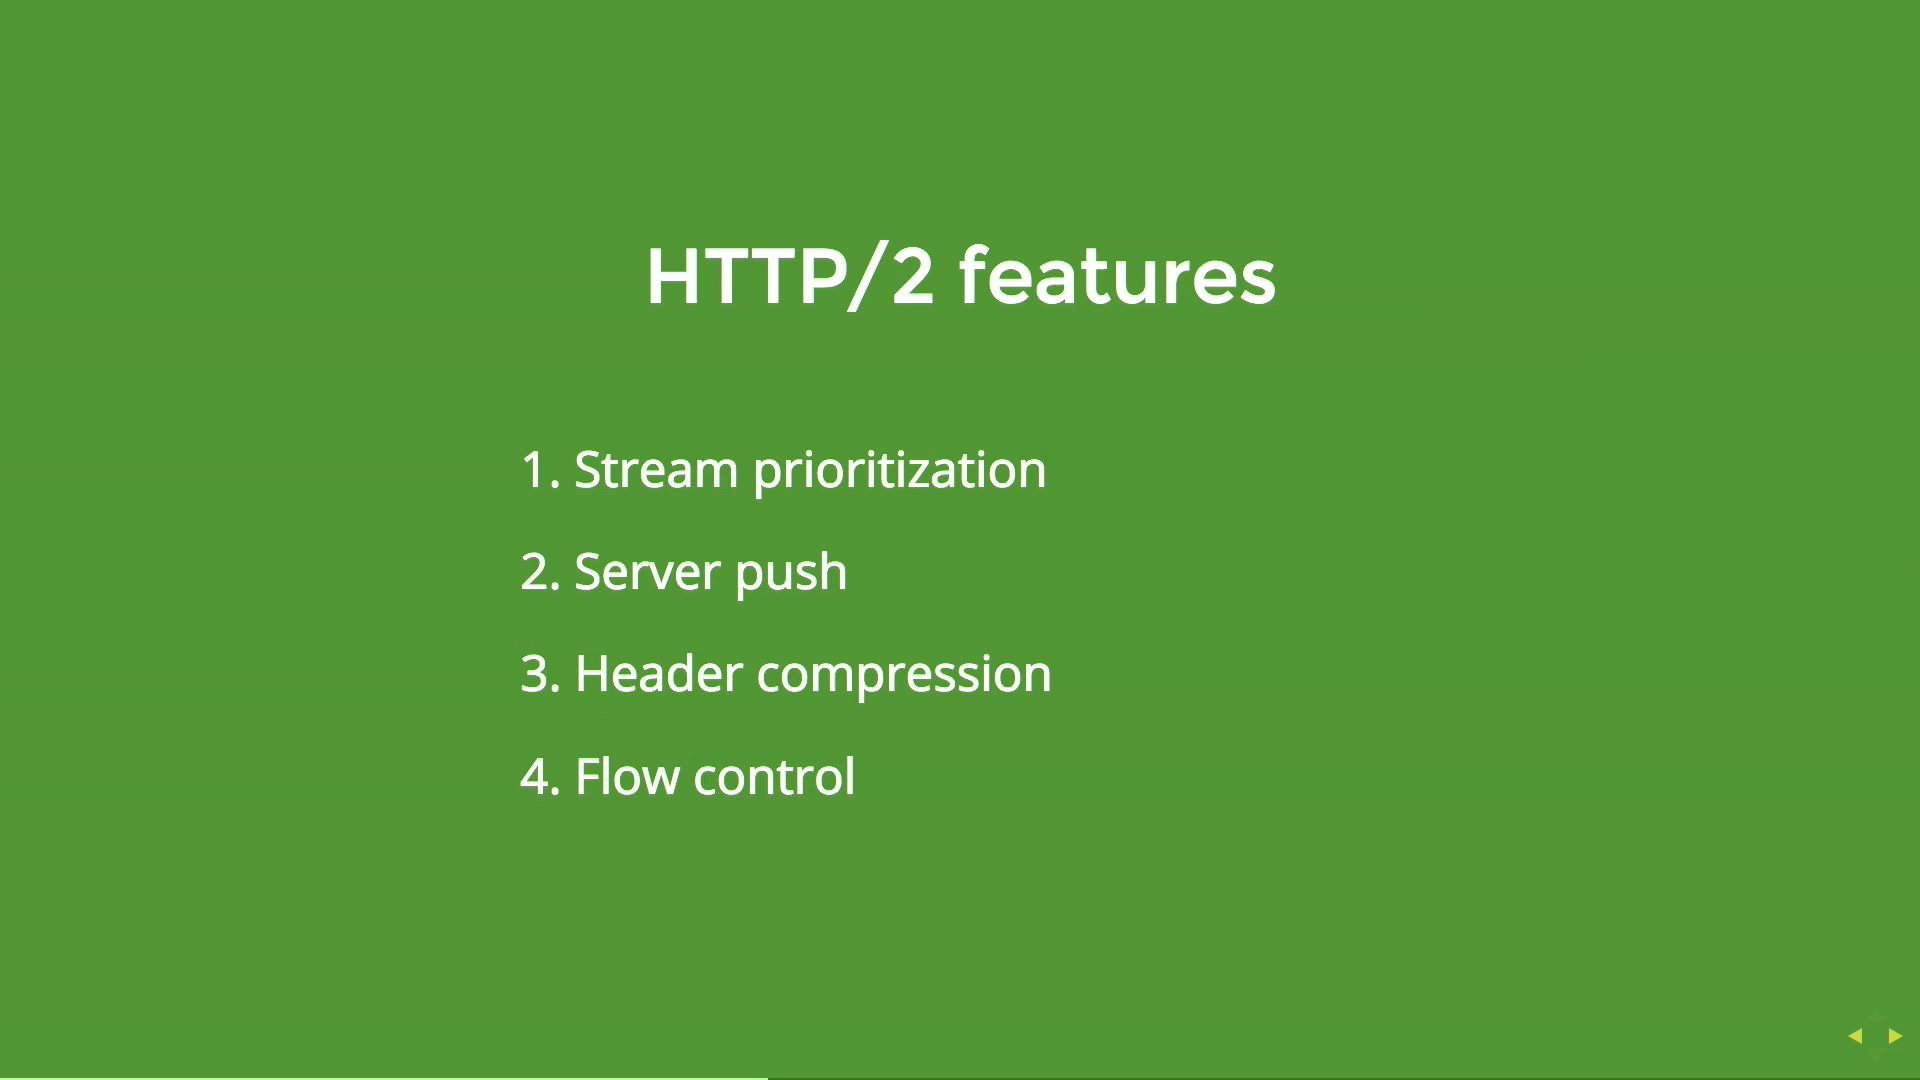 HTTP/2 features
1. Stream prioritization
2. Server push
3. Header compression
4. Flow control